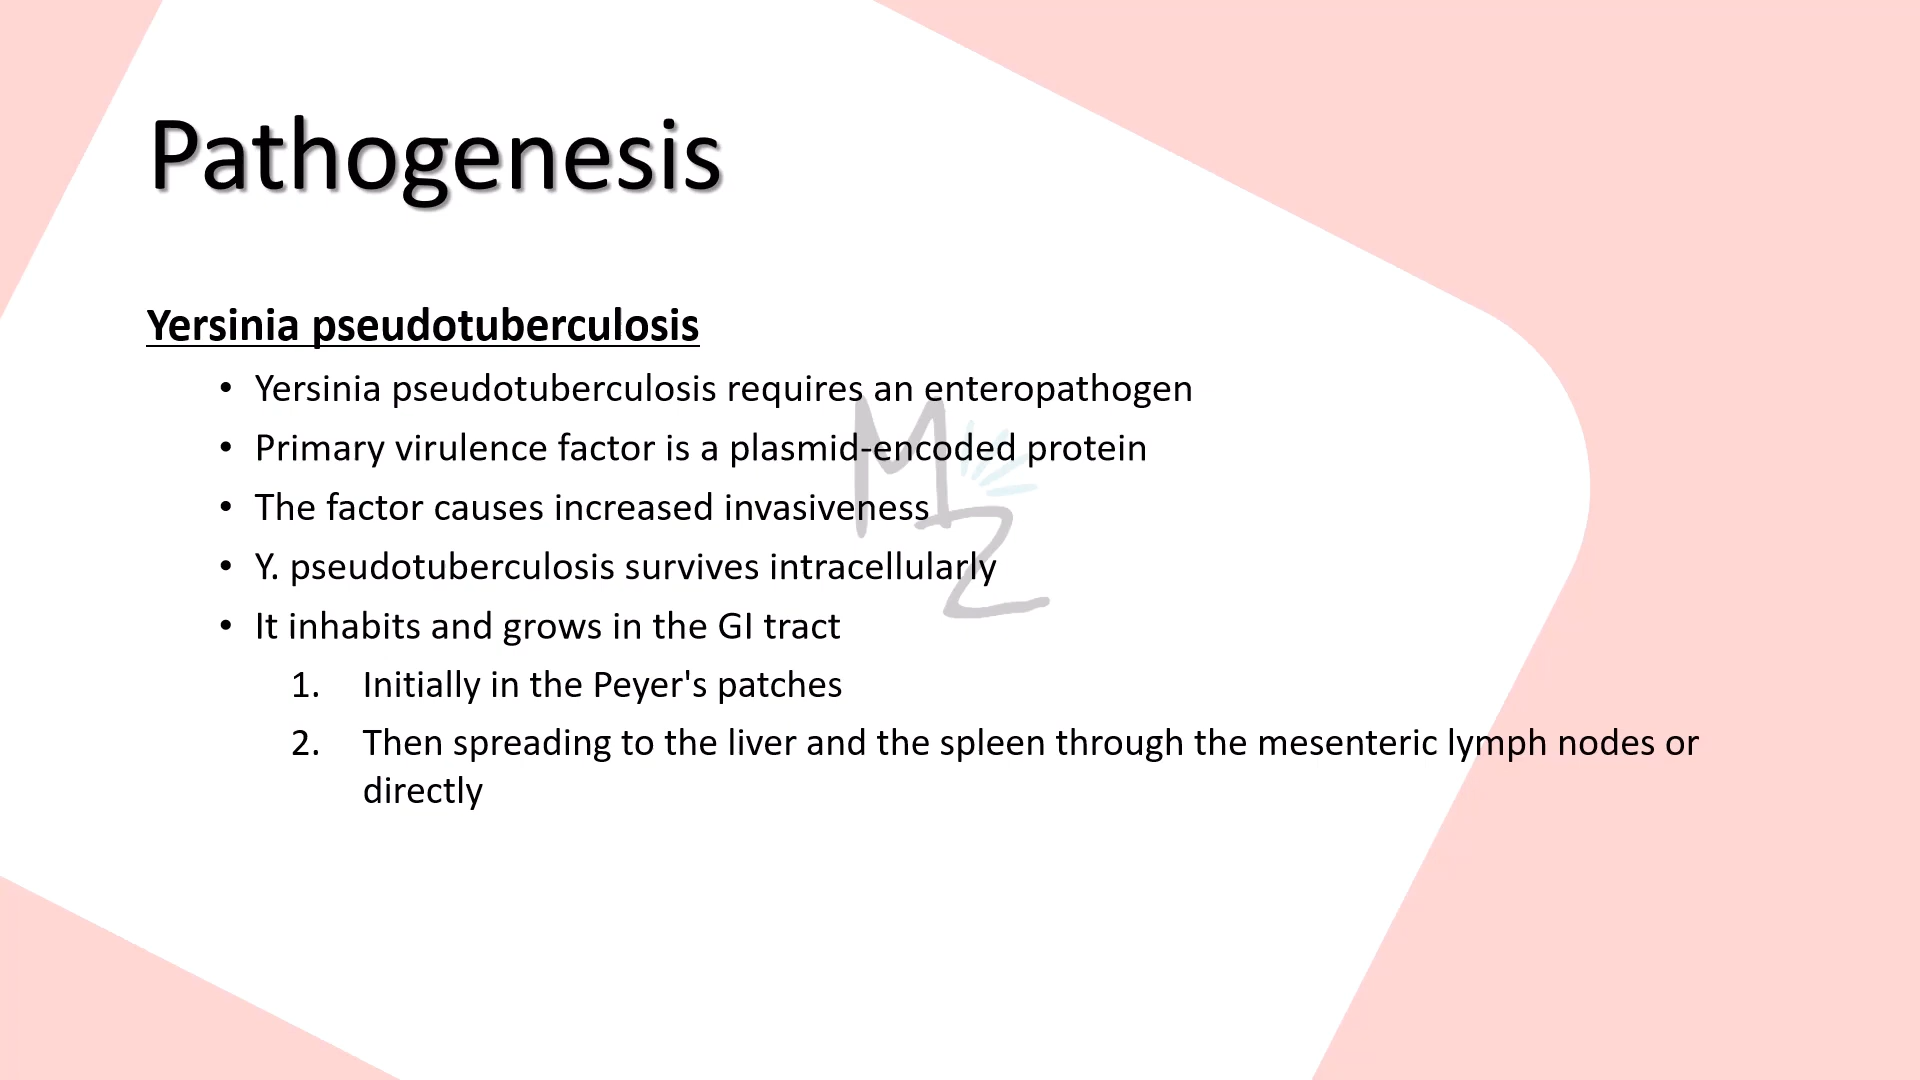 Pathogenesis
Yersinia pseudotuberculosis
• Yersinia pseudotuberculosis requires an enteropathogen
• Primary virulence factor is a plasmid-encoded protein
• The factor causes increased invasiveness
• Y. pseudotuberculosis survives intracellularly
• It inhabits and grows in the GI tract
1. Initially in the Peyer's patches
2. Then spreading to the liver and the spleen through the mesenteric lymph nodes or
directly
MZ